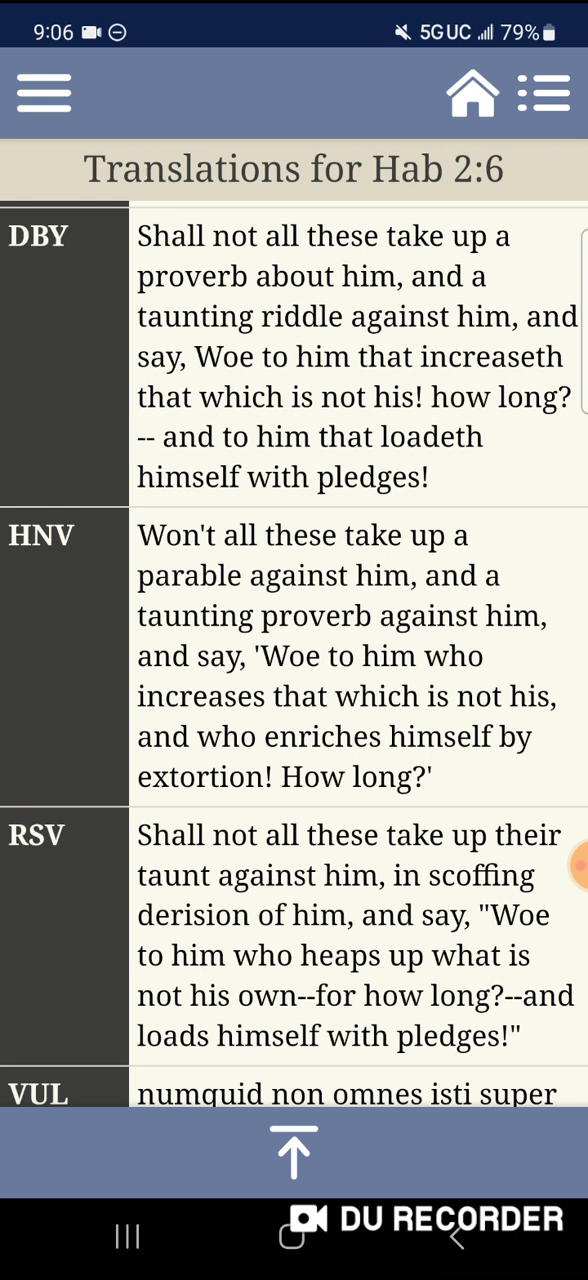 9:06
5G UC 79%
Translations for Hab 2:6
DBY
Shall not all these take up a
proverb about him, and a
taunting riddle against him, and
say, Woe to him that increaseth
that which is not his! how long?
-- and to him that loadeth
himself with pledges!
HNV
Won't all these take up a
parable against him, and a
taunting proverb against him,
and say, 'Woe to him who
increases that which is not his,
and who enriches himself by
extortion! How long?'
RSV
Shall not all these take up their
taunt against him, in scoffing
derision of him, and say, "Woe
to him who heaps up what is
not his own--for how long?--and
loads himself with pledges!"
VUL
numquid non omnes isti super
DU RECORDER